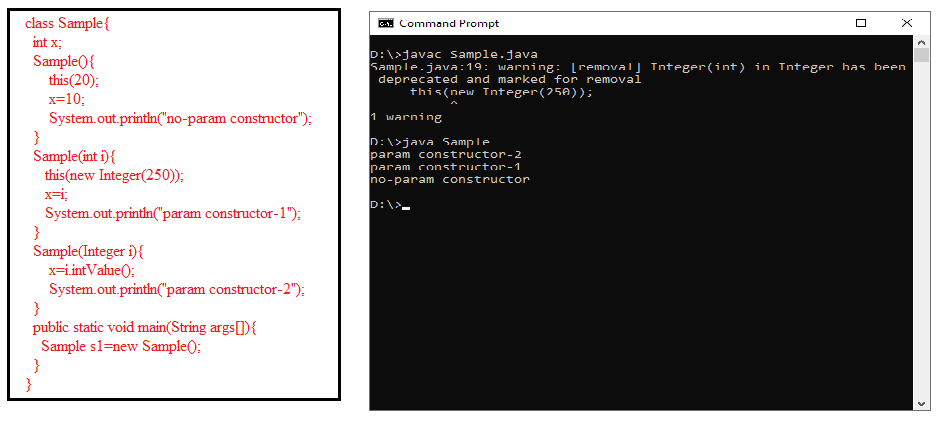 class Sample{
int x;
Sample(){
this(20);
x=10;
System.out.println("no-param constructor");
}
Sample(int i){
this(new Integer(250));
x=i;
System.out.println("param constructor-1");
}
Sample(Integer i){
x=i.intValue();
System.out.println("param constructor-2");
}
public static void main(String args[]){
Sample s1=new Sample();
}
}
Command Prompt
D:\>javac Sample.java
Sample.java:19: warning: [removal] Integer(int) in Integer has been
deprecated and marked for removal
this(new Integer(250));
^
1 warning
D:\>java Sample
param constructor-2
param constructor-1
no-param constructor
D:\>